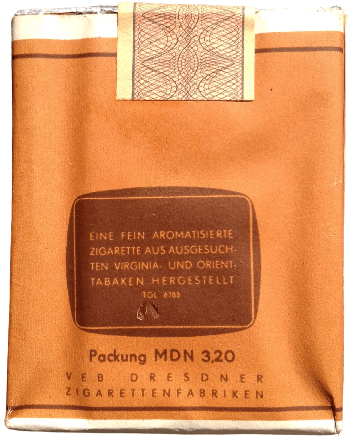 EINE FEIN AROMATISIERTE
ZIGARETTE AUS AUSGESUCH-
TEN VIRGINIA- UND ORIENT-
TABAKEN HERGESTELLT
TGL 6783
Packung MDN 3,20
VEB DRESDNER
ZIGARETTENFABRIKEN